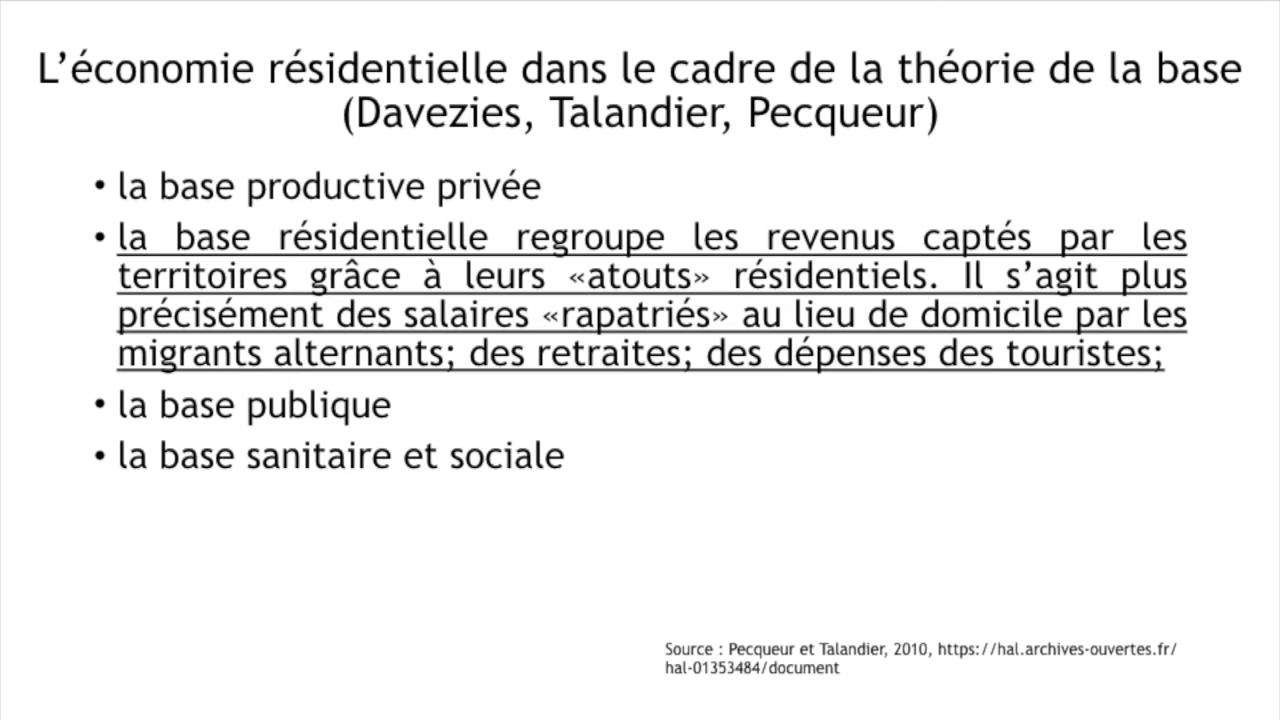 L’économie résidentielle dans le cadre de la théorie de la base
(Davezies, Talandier, Pecqueur)
• la base productive privée
• la base résidentielle regroupe les revenus captés par les
territoires grâce à leurs «atouts» résidentiels. Il s’agit plus
précisément des salaires «rapatriés» au lieu de domicile par les
migrants alternants; des retraites; des dépenses des touristes;
• la base publique
• la base sanitaire et sociale
Source : Pecqueur et Talandier, 2010, https://hal.archives-ouvertes.fr/
hal-01353484/document